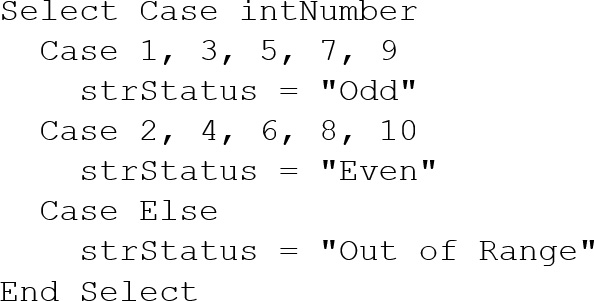 Select Case intNumber
  Case 1, 3, 5, 7, 9
    strStatus = "Odd"
  Case 2, 4, 6, 8, 10
    strStatus = "Even"
  Case Else
    strStatus = "Out of Range"
End Select